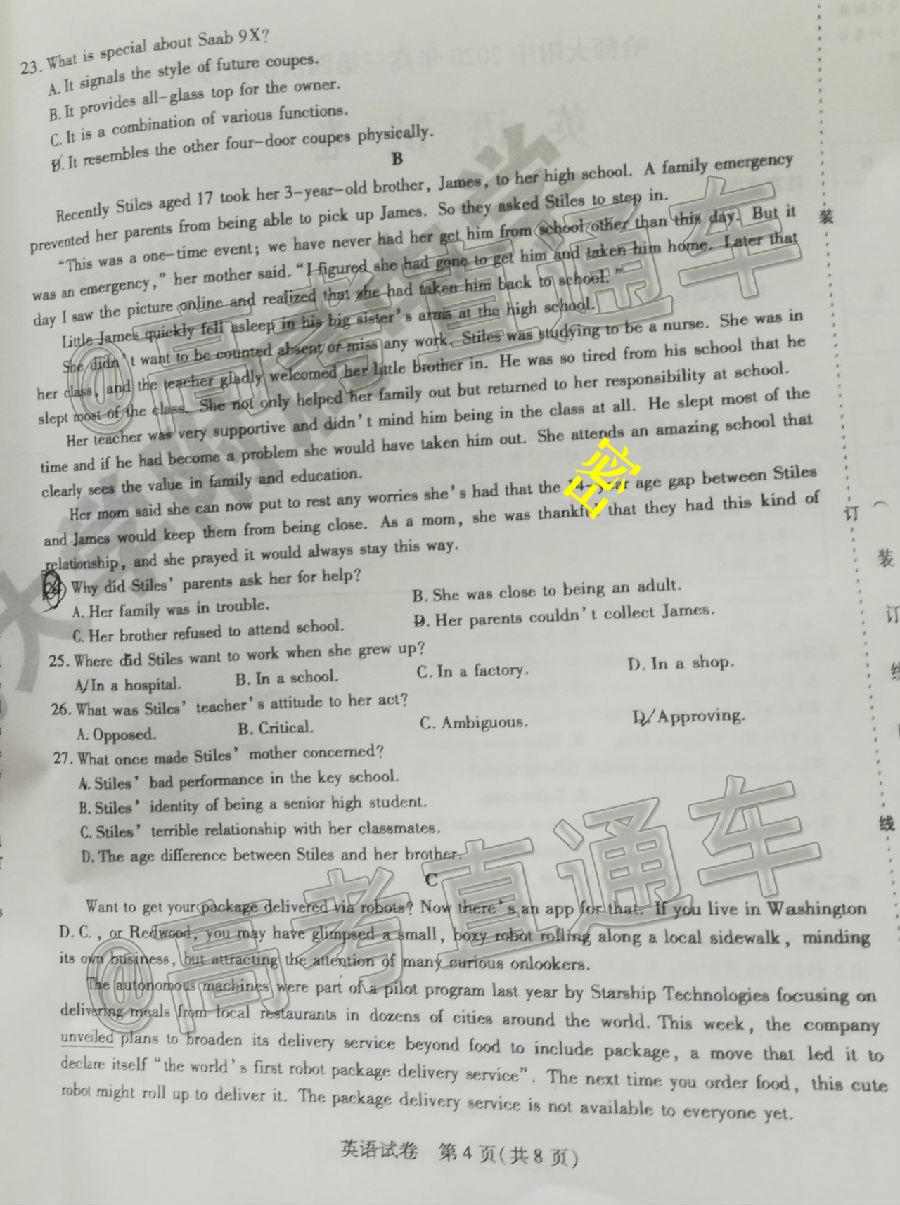 23. What is special about Saab 9X?
A. It signals the style of future coupes.
B. It provides all-glass top for the owner.
C. It is a combination of various functions.
D. It resembles the other four-door coupes physically.
B
Recently Stiles aged 17 took her 3-year-old brother, James, to her high school. A family emergency
prevented her parents from being able to pick up James. So they asked Stiles to step in.
“This was a one-time event; we have never had her get him from school other than this day. But it
was an emergency,” her mother said. “I figured she had gone to get him and taken him home. Later that
day I saw the picture online and realized that she had taken him back to school.”
Little James quickly fell asleep in his big sister’s arms at the high school.
She didn’t want to be counted absent or miss any work. Stiles was studying to be a nurse. She was in
her class, and the teacher gladly welcomed her little brother in. He was so tired from his school that he
slept most of the class. She not only helped her family out but returned to her responsibility at school.
Her teacher was very supportive and didn’t mind him being in the class at all. He slept most of the
time and if he had become a problem she would have taken him out. She attends an amazing school that
clearly sees the value in family and education.
Her mom said she can now put to rest any worries she’s had that the age gap between Stiles
and James would keep them from being close. As a mom, she was thankful that they had this kind of
relationship, and she prayed it would always stay this way.
24. Why did Stiles’ parents ask her for help?
A. Her family was in trouble. B. She was close to being an adult.
C. Her brother refused to attend school. D. Her parents couldn’t collect James.
25. Where did Stiles want to work when she grew up?
A. In a hospital. B. In a school. C. In a factory. D. In a shop.
26. What was Stiles’ teacher’s attitude to her act?
A. Opposed. B. Critical. C. Ambiguous. D. Approving.
27. What once made Stiles’ mother concerned?
A. Stiles’ bad performance in the key school.
B. Stiles’ identity of being a senior high student.
C. Stiles’ terrible relationship with her classmates.
D. The age difference between Stiles and her brother.
C
Want to get your package delivered via robots? Now there’s an app for that. If you live in Washington
D. C., or Redwood, you may have glimpsed a small, boxy robot rolling along a local sidewalk, minding
its own business, but attracting the attention of many curious onlookers.
The autonomous machines were part of a pilot program last year by Starship Technologies focusing on
delivering meals from local restaurants in dozens of cities around the world. This week, the company
unveiled plans to broaden its delivery service beyond food to include package, a move that led it to
declare itself “the world’s first robot package delivery service”. The next time you order food, this cute
robot might roll up to deliver it. The package delivery service is not available to everyone yet.
英语试卷 第 4 页(共 8 页)
装
订
线
装
订
线
密
@高考直通车
@高考直通车